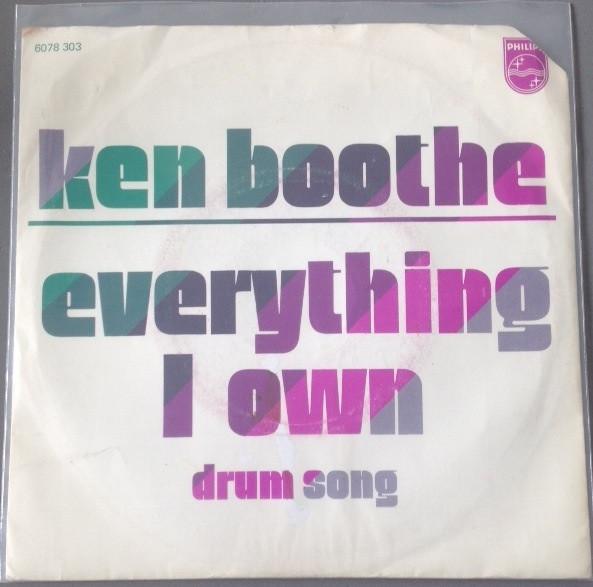 6078 303
PHILIPS
ken boothe
everything
I own
drum song